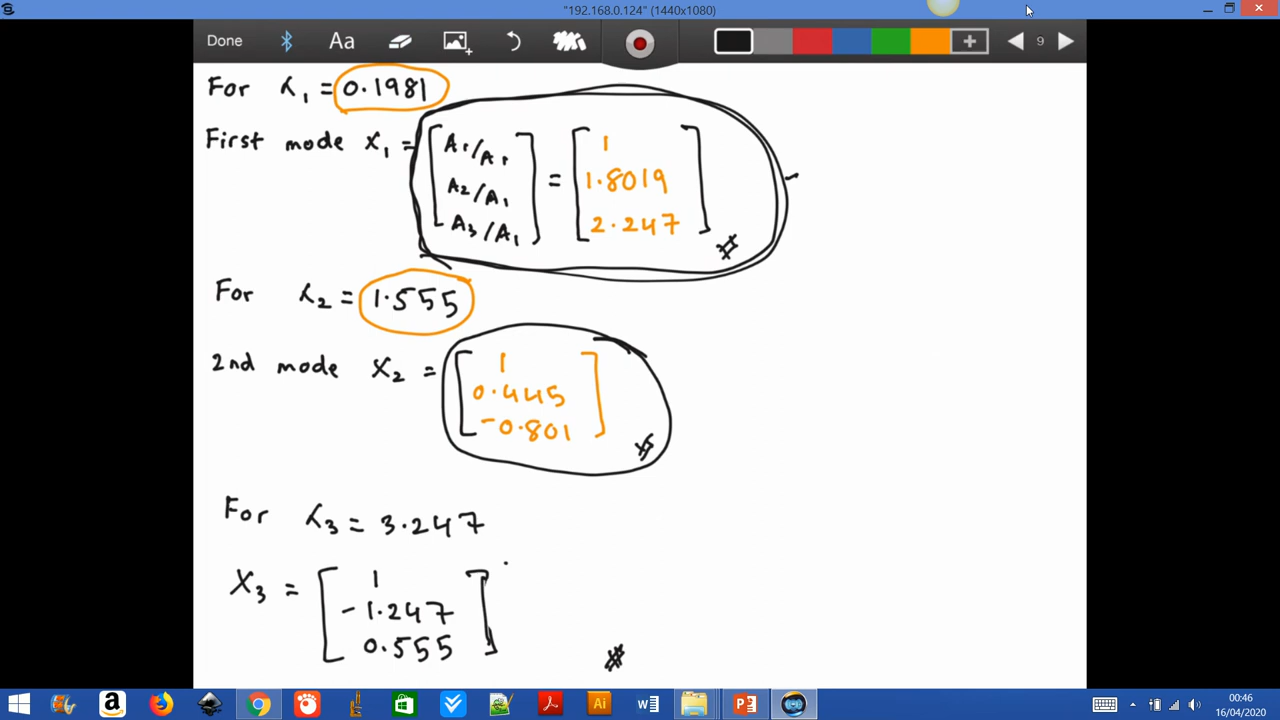 "192.168.0.124" (1440x1080)
Done Aa 9
For λ₁ = 0.1981
First mode X₁ = [A₁/A₁ A₂/A₁ A₃/A₁] = [1 1.8019 2.247] #
For λ₂ = 1.555
2nd mode X₂ = [1 0.445 -0.801] #
For λ₃ = 3.247
X₃ = [1 -1.247 0.555] #
00:46
16/04/2020